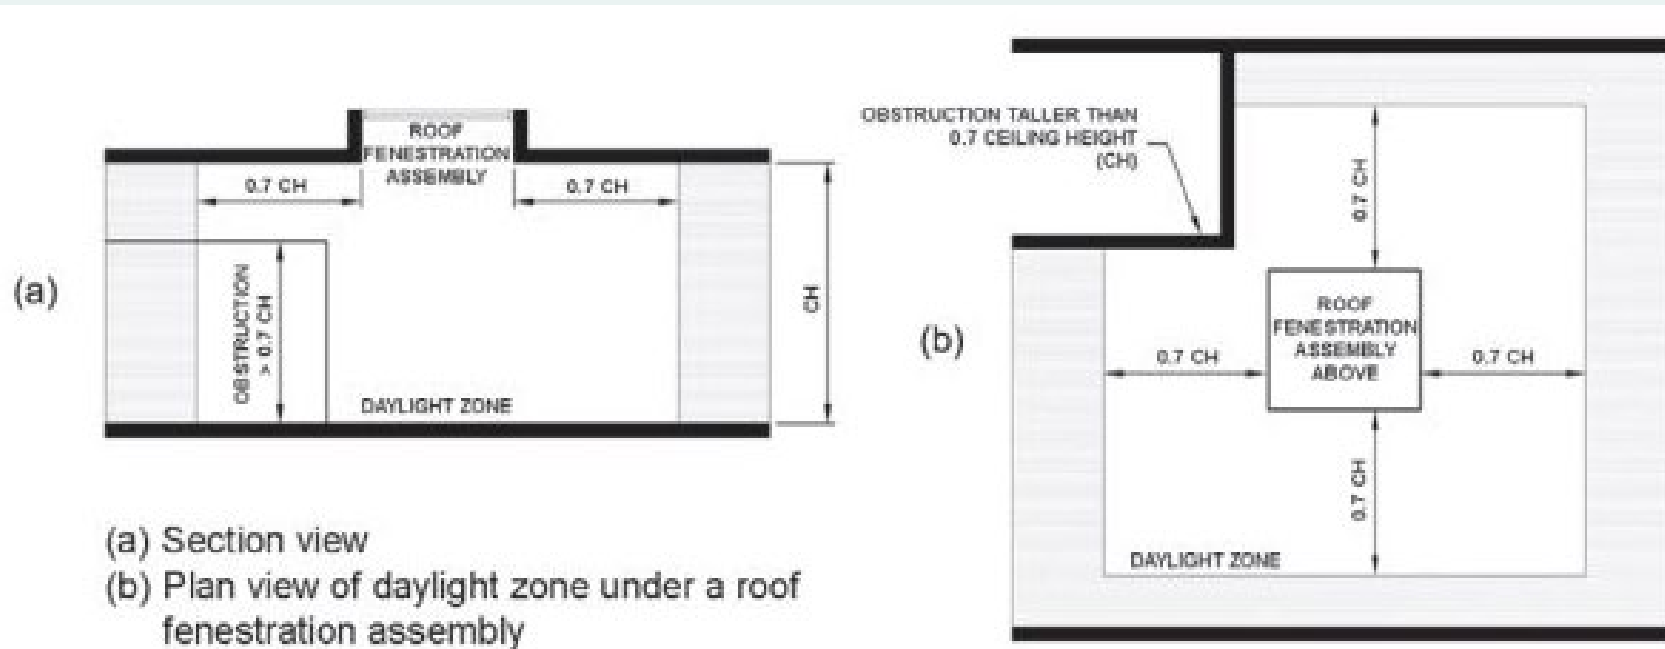 (a)
ROOF
FENESTRATION
ASSEMBLY
0.7 CH
0.7 CH
OBSTRUCTION
> 0.7 CH
CH
DAYLIGHT ZONE
(a) Section view
(b) Plan view of daylight zone under a roof
fenestration assembly
(b)
OBSTRUCTION TALLER THAN
0.7 CEILING HEIGHT
(CH)
0.7 CH
ROOF
FENESTRATION
ASSEMBLY
ABOVE
0.7 CH
0.7 CH
0.7 CH
DAYLIGHT ZONE